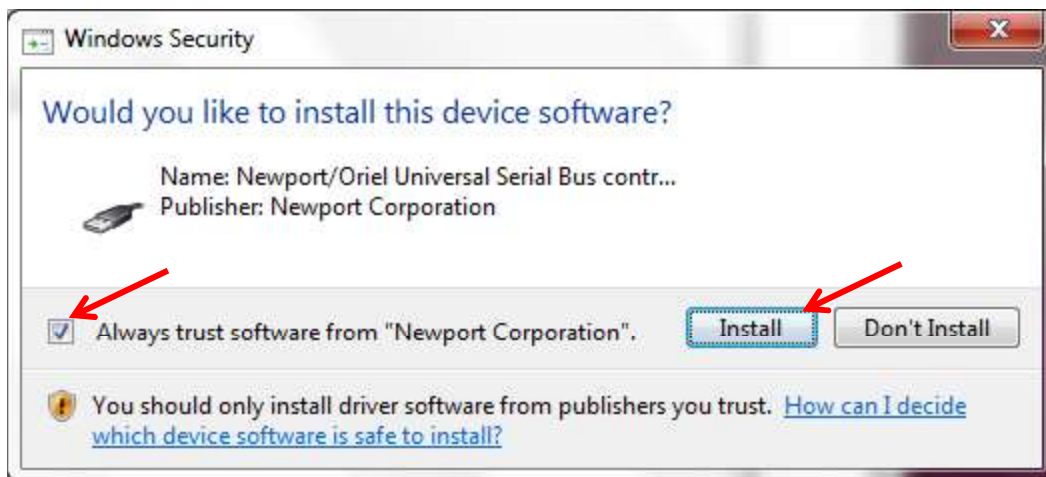 Windows Security
Would you like to install this device software?
Name: Newport/Oriel Universal Serial Bus contr...
Publisher: Newport Corporation
Always trust software from "Newport Corporation".
Install
Don't Install
You should only install driver software from publishers you trust. How can I decide
which device software is safe to install?